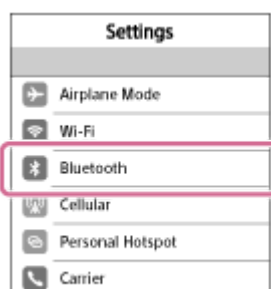 Settings
Airplane Mode
Wi-Fi
Bluetooth
Cellular
Personal Hotspot
Carrier